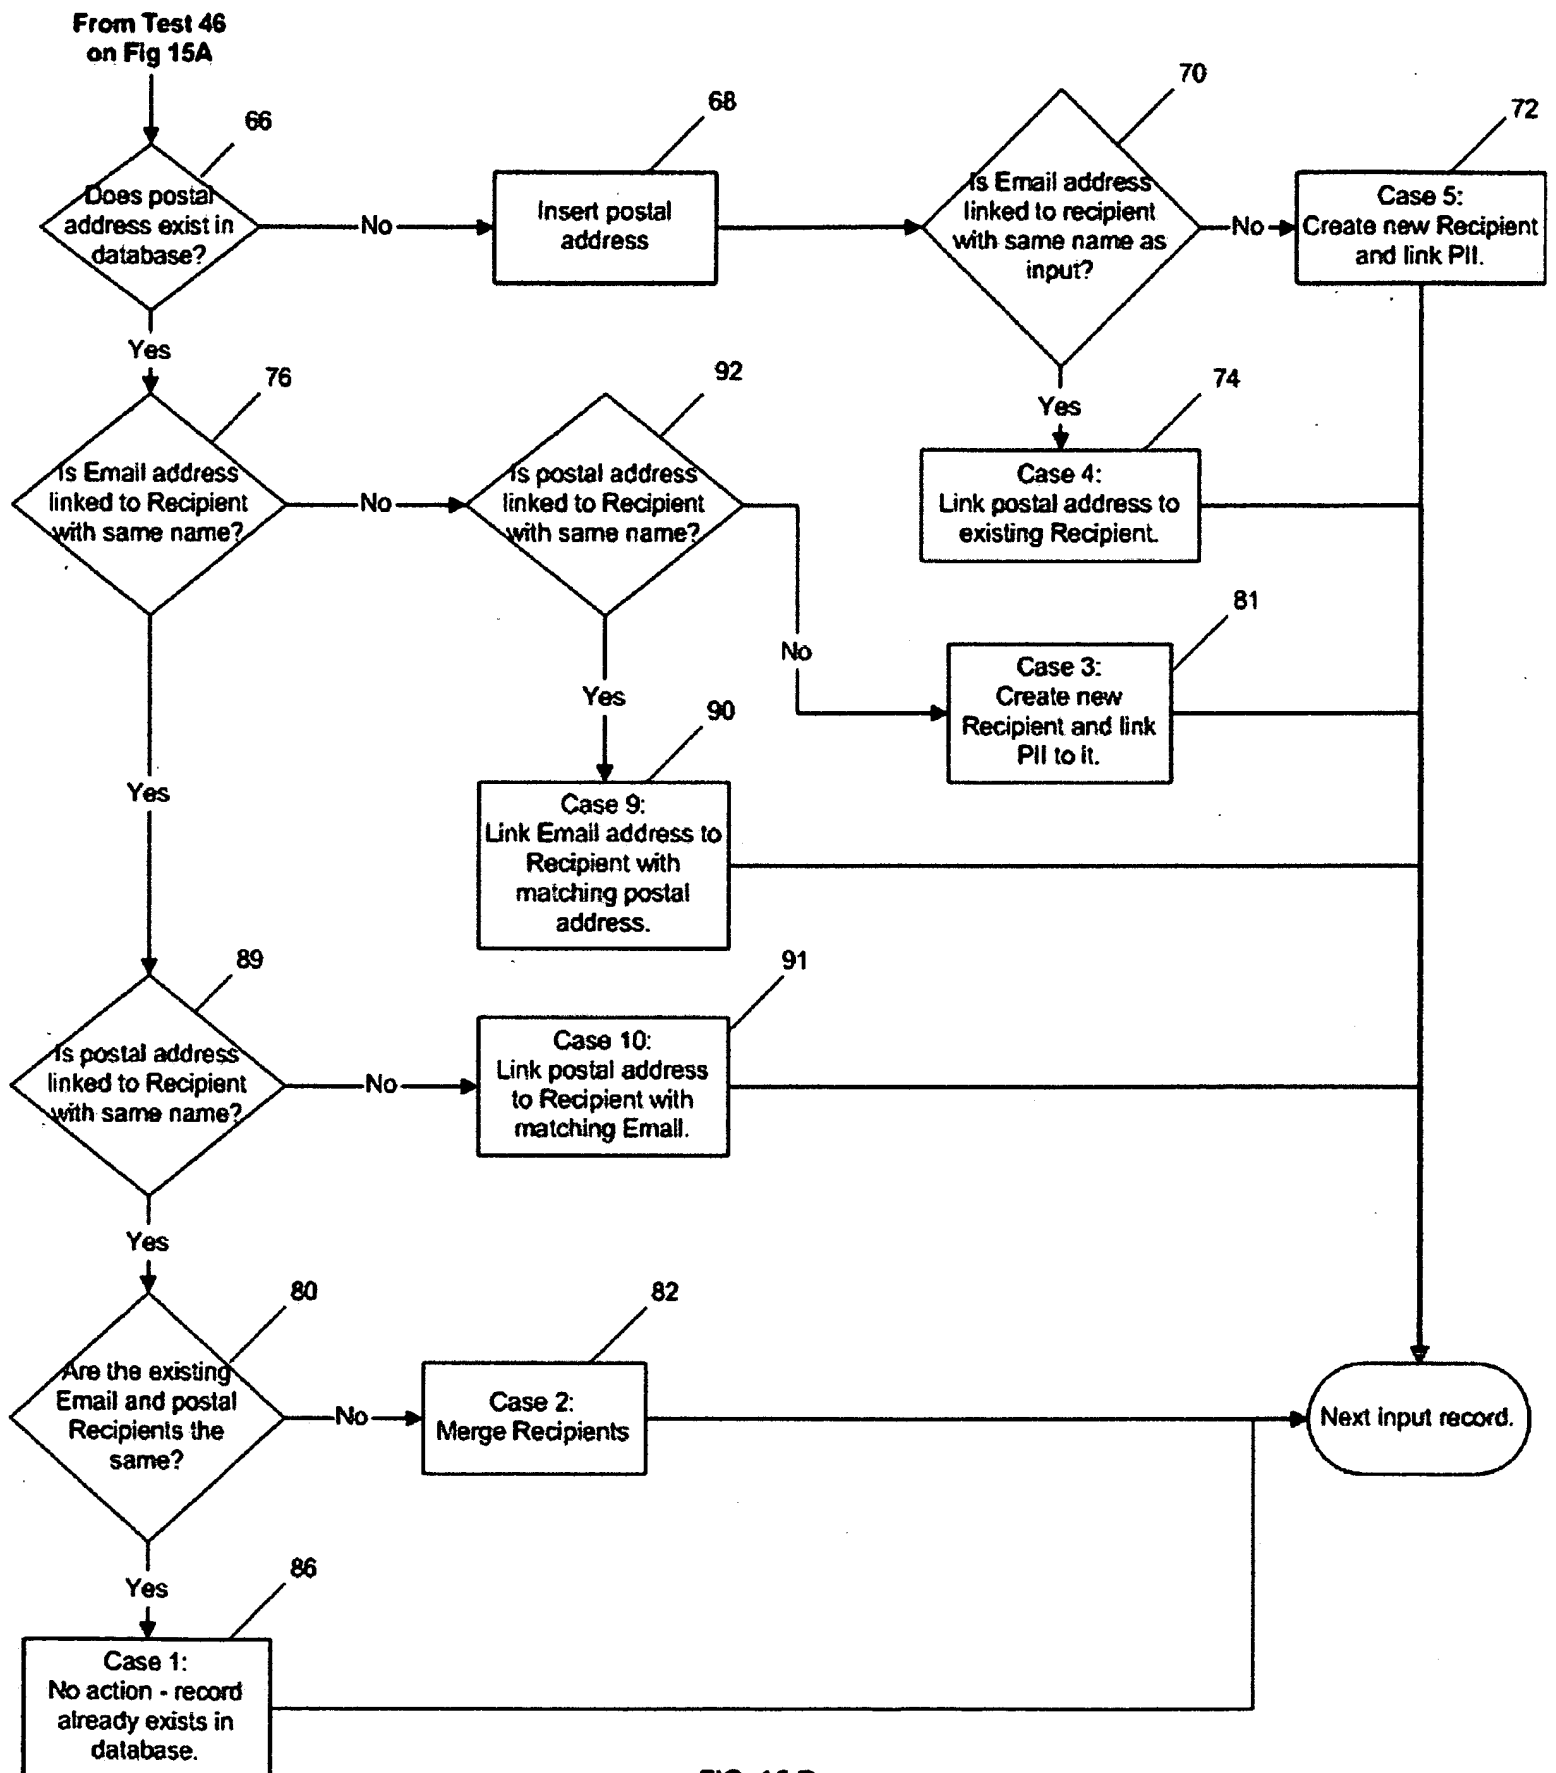 From Test 46
on Fig 15A
66
Does postal
address exist in
database?
No
68
Insert postal
address
70
Is Email address
linked to recipient
with same name as
input?
No
72
Case 5:
Create new Recipient
and link PII.
Yes
Yes
74
Case 4:
Link postal address to
existing Recipient.
76
Is Email address
linked to Recipient
with same name?
No
92
Is postal address
linked to Recipient
with same name?
No
81
Case 3:
Create new
Recipient and link
PII to it.
Yes
90
Case 9:
Link Email address to
Recipient with
matching postal
address.
Yes
89
Is postal address
linked to Recipient
with same name?
No
91
Case 10:
Link postal address
to Recipient with
matching Email.
Yes
80
Are the existing
Email and postal
Recipients the
same?
No
82
Case 2:
Merge Recipients
Next input record.
Yes
86
Case 1:
No action - record
already exists in
database.